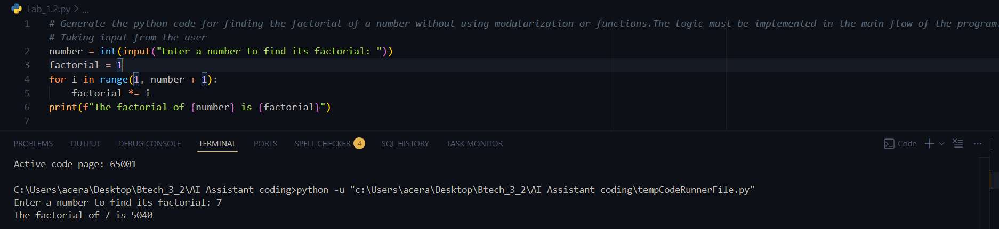 Lab_1.2.py > ...
1 # Generate the python code for finding the factorial of a number without using modularization or functions.The logic must be implemented in the main flow of the program.
# Taking input from the user
2 number = int(input("Enter a number to find its factorial: "))
3 factorial = 1
4 for i in range(1, number + 1):
5     factorial *= i
6 print(f"The factorial of {number} is {factorial}")
7
PROBLEMS OUTPUT DEBUG CONSOLE TERMINAL PORTS SPELL CHECKER 4 SQL HISTORY TASK MONITOR Code
Active code page: 65001
C:\Users\acera\Desktop\Btech_3_2\AI Assistant coding>python -u "c:\Users\acera\Desktop\Btech_3_2\AI Assistant coding\tempCodeRunnerFile.py"
Enter a number to find its factorial: 7
The factorial of 7 is 5040